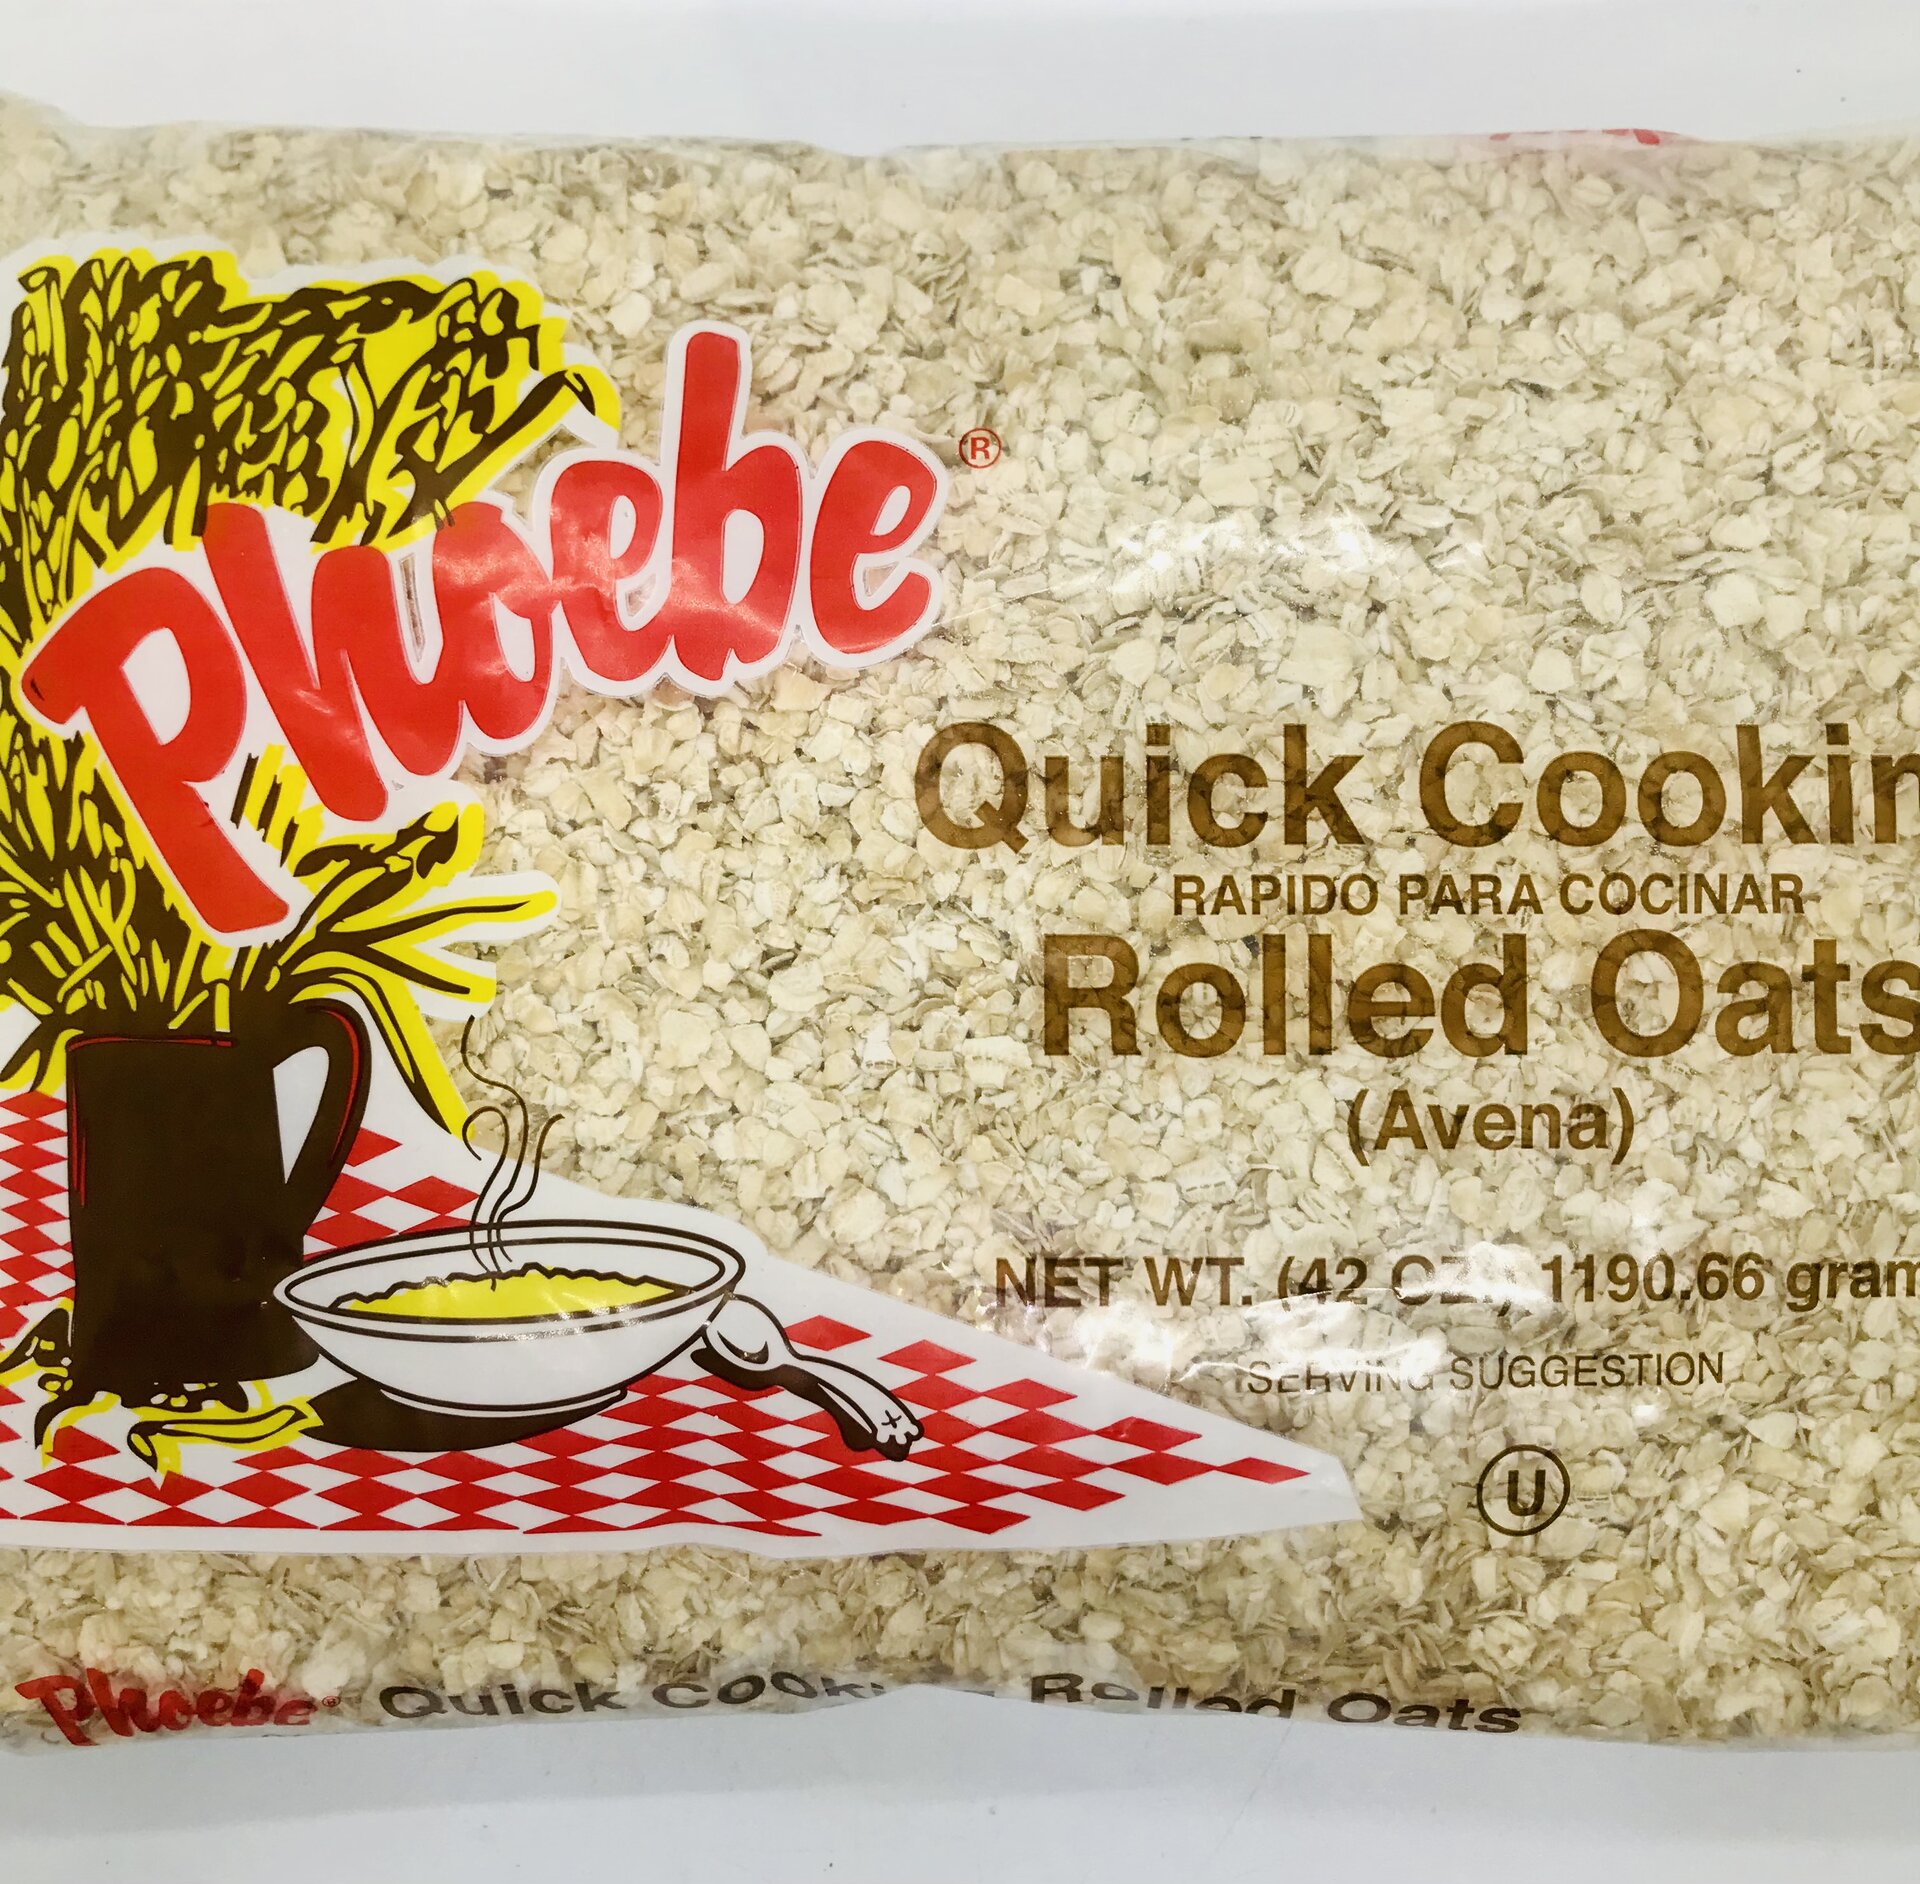 Phoebe ®
Quick Cookin
RAPIDO PARA COCINAR
Rolled Oats
(Avena)
NET WT. (42 OZ.) 1190.66 gram
SERVING SUGGESTION
U
Phoebe® Quick Rolled Oats